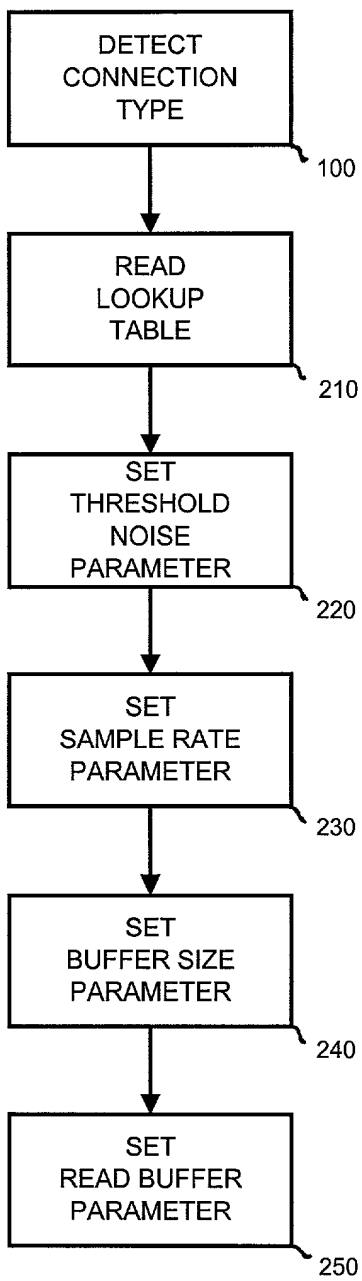 DETECT
CONNECTION
TYPE
100
READ
LOOKUP
TABLE
210
SET
THRESHOLD
NOISE
PARAMETER
220
SET
SAMPLE RATE
PARAMETER
230
SET
BUFFER SIZE
PARAMETER
240
SET
READ BUFFER
PARAMETER
250